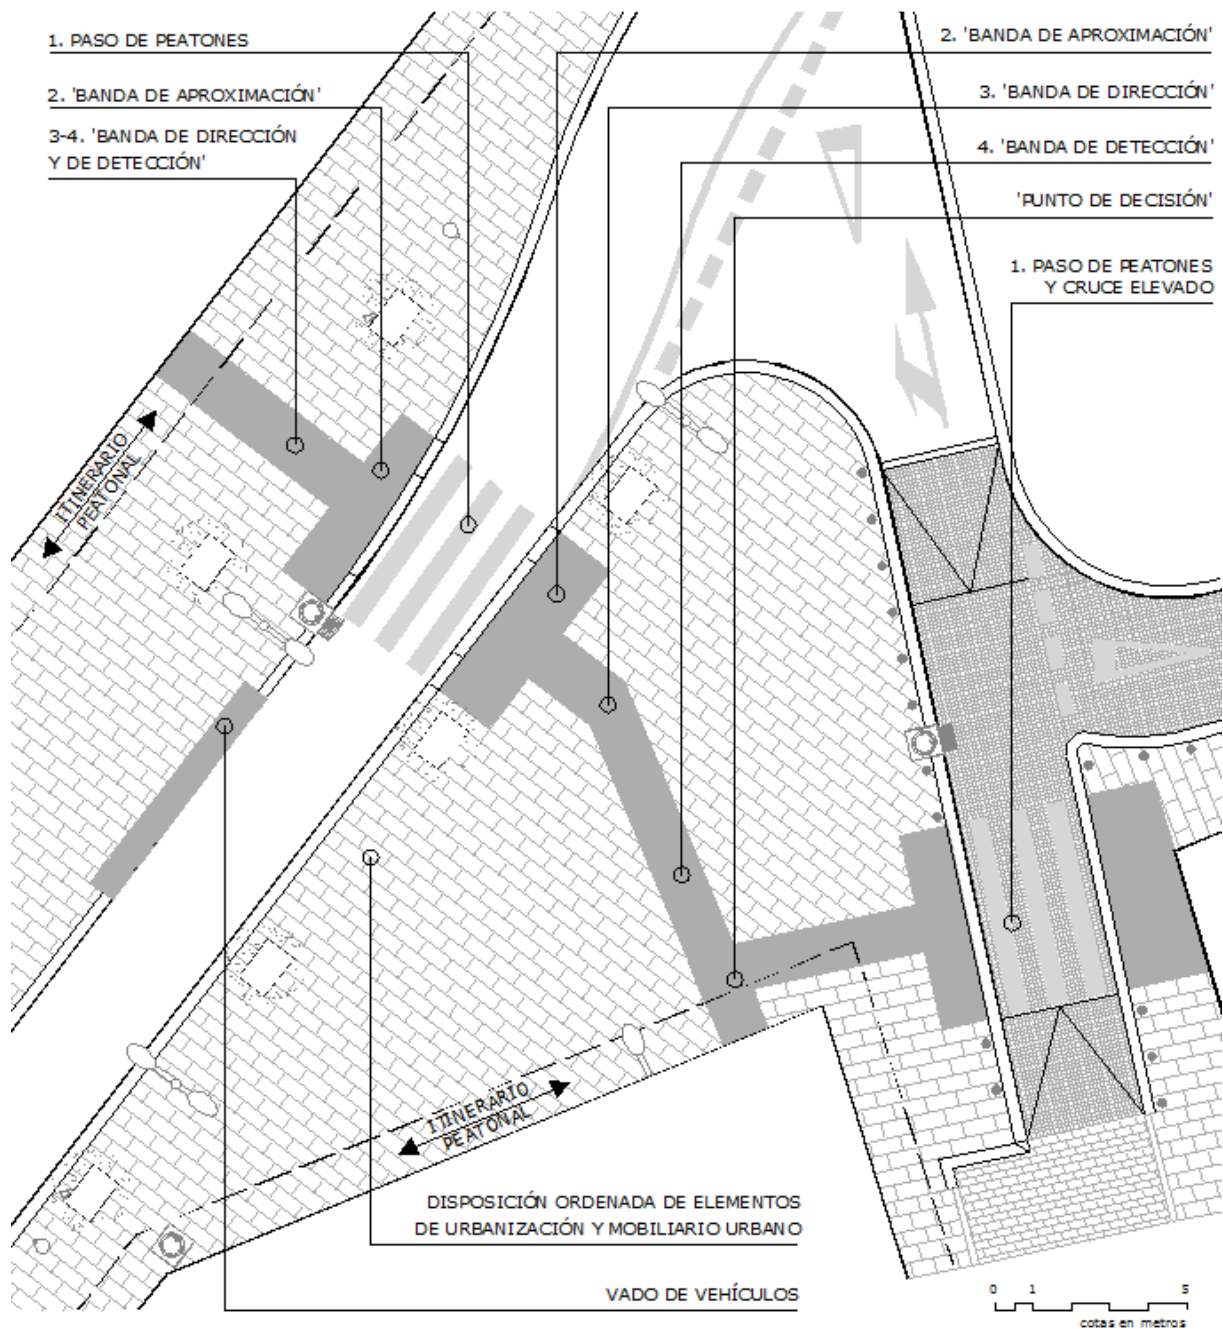 1. PASO DE PEATONES
2. 'BANDA DE APROXIMACIÓN'
3-4. 'BANDA DE DIRECCIÓN
Y DE DETECCIÓN'
2. 'BANDA DE APROXIMACIÓN'
3. 'BANDA DE DIRECCIÓN'
4. 'BANDA DE DETECCIÓN'
'PUNTO DE DECISIÓN'
1. PASO DE PEATONES
Y CRUCE ELEVADO
ITINERARIO
PEATONAL
ITINERARIO
PEATONAL
DISPOSICIÓN ORDENADA DE ELEMENTOS
DE URBANIZACIÓN Y MOBILIARIO URBANO
VADO DE VEHÍCULOS
0 1 5
cotas en metros